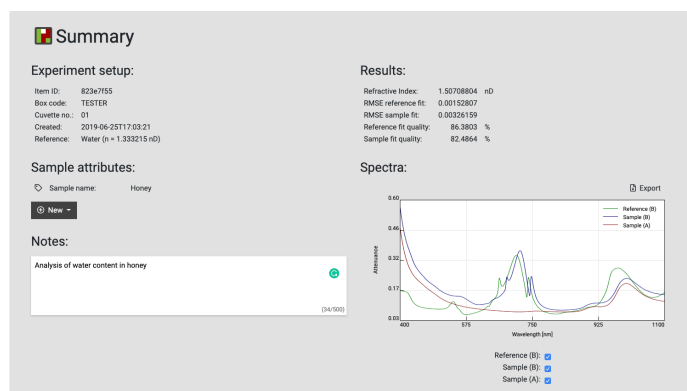 Summary
Experiment setup:
Item ID: 823e7f55
Box code: TESTER
Cuvette no.: 01
Created: 2019-06-25T17:03:21
Reference: Water (n = 1.333215 nD)
Sample attributes:
Sample name: Honey
New
Notes:
Analysis of water content in honey
(34/500)
Results:
Refractive Index: 1.50708804 nD
RMSE reference fit: 0.00152807
RMSE sample fit: 0.00326159
Reference fit quality: 86.3803 %
Sample fit quality: 82.4864 %
Spectra:
Export
0.60
0.46
0.32
0.17
0.03
Attenuance
Reference (B)
Sample (B)
Sample (A)
400 575 750 925 1100
Wavelength [nm]
Reference (B):
Sample (B):
Sample (A):